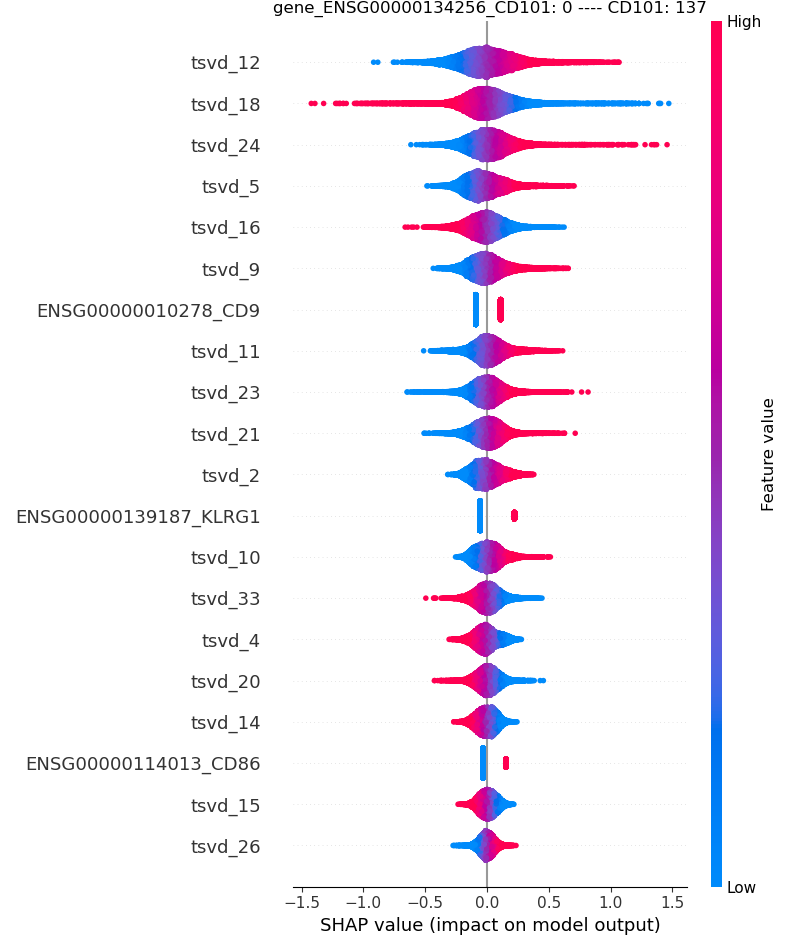 gene_ENSG00000134256_CD101: 0 ---- CD101: 137
High
tsvd_12
tsvd_18
tsvd_24
tsvd_5
tsvd_16
tsvd_9
ENSG00000010278_CD9
tsvd_11
tsvd_23
tsvd_21
tsvd_2
ENSG00000139187_KLRG1
tsvd_10
tsvd_33
tsvd_4
tsvd_20
tsvd_14
ENSG00000114013_CD86
tsvd_15
tsvd_26
Feature value
Low
−1.5 −1.0 −0.5 0.0 0.5 1.0 1.5
SHAP value (impact on model output)